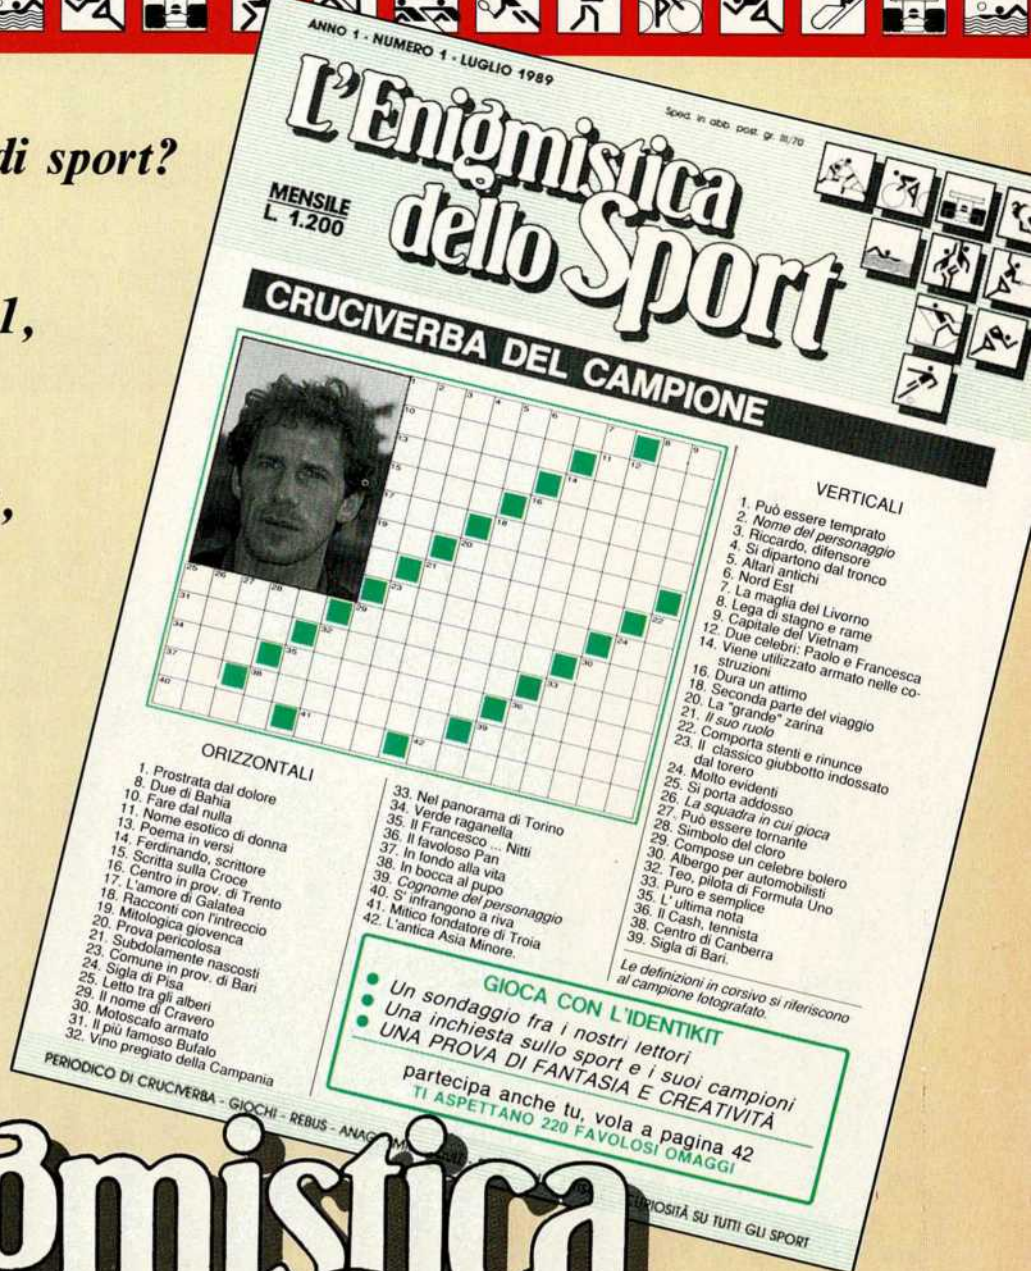 di sport?
1,
,
ANNO 1 - NUMERO 1 - LUGLIO 1989
Sped. in abb. post. gr. III/70
L'Enigmistica
dello Sport
MENSILE
L. 1.200
CRUCIVERBA DEL CAMPIONE
ORIZZONTALI
1. Prostrata dal dolore
8. Due di Bahia
10. Fare dal nulla
11. Nome esotico di donna
13. Poema in versi
14. Ferdinando, scrittore
15. Scritta sulla Croce
16. Centro in prov. di Trento
17. L'amore di Galatea
18. Racconti con l'intreccio
19. Mitologica giovenca
20. Prova pericolosa
21. Subdolamente nascosti
23. Comune in prov. di Bari
24. Sigla di Pisa
25. Letto tra gli alberi
29. Il nome di Cravero
30. Motoscafo armato
31. Il più famoso Bufalo
32. Vino pregiato della Campania
33. Nel panorama di Torino
34. Verde raganella
35. Il Francesco ... Nitti
36. Il favoloso Pan
37. In fondo alla vita
38. In bocca al pupo
39. Cognome del personaggio
40. S'infrangono a riva
41. Mitico fondatore di Troia
42. L'antica Asia Minore.
VERTICALI
1. Può essere temprato
2. Nome del personaggio
3. Riccardo, difensore
4. Si dipartono dal tronco
5. Altari antichi
6. Nord Est
7. La maglia del Livorno
8. Lega di stagno e rame
9. Capitale del Vietnam
12. Due celebri: Paolo e Francesca
14. Viene utilizzato armato nelle co-
struzioni
16. Dura un attimo
18. Seconda parte del viaggio
20. La "grande" zarina
21. Il suo ruolo
22. Comporta stenti e rinunce
23. Il classico giubbotto indossato
dal torero
24. Molto evidenti
25. Si porta addosso
26. La squadra in cui gioca
27. Può essere tornante
28. Simbolo del cloro
29. Compose un celebre bolero
30. Albergo per automobilisti
32. Teo, pilota di Formula Uno
33. Puro e semplice
35. L'ultima nota
36. Il Cash, tennista
38. Centro di Canberra
39. Sigla di Bari.
Le definizioni in corsivo si riferiscono
al campione fotografato.
GIOCA CON L'IDENTIKIT
Un sondaggio fra i nostri lettori
Una inchiesta sullo sport e i suoi campioni
UNA PROVA DI FANTASIA E CREATIVITÀ
partecipa anche tu, vola a pagina 42
TI ASPETTANO 220 FAVOLOSI OMAGGI
PERIODICO DI CRUCIVERBA - GIOCHI - REBUS - CURIOSITÀ SU TUTTI GLI SPORT
gmistica